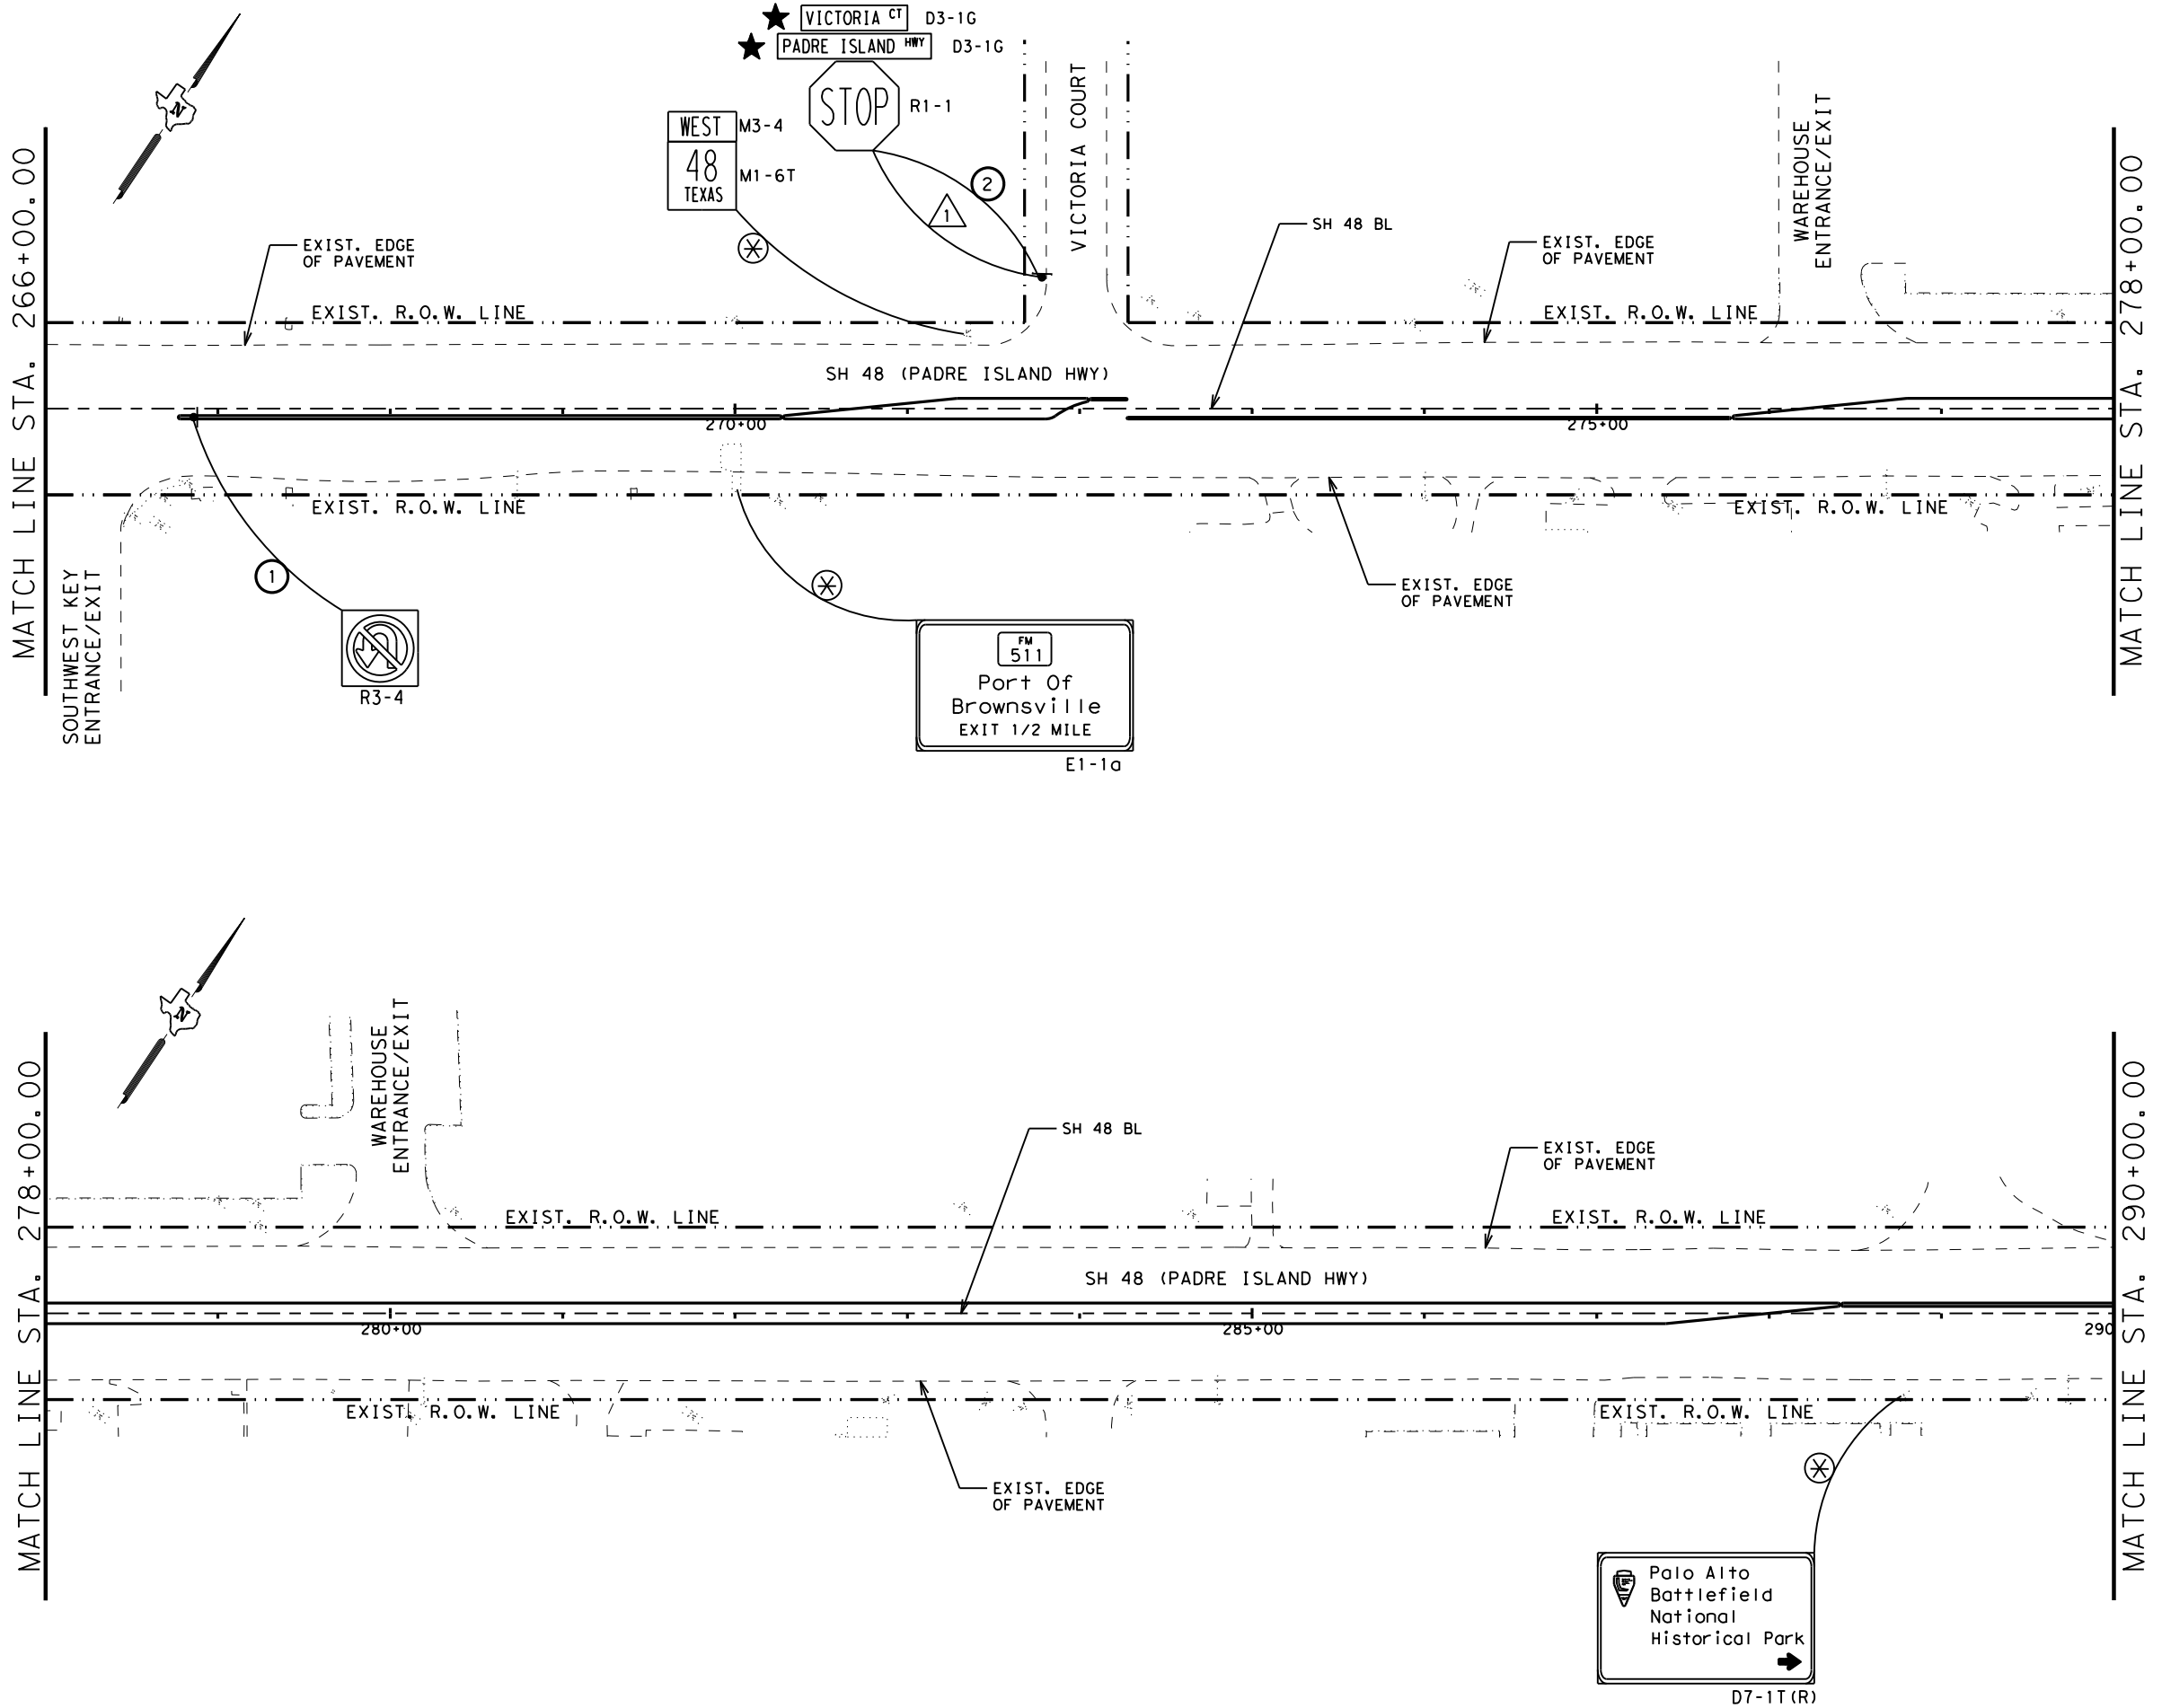 VICTORIA CT D3-1G
PADRE ISLAND HWY D3-1G
STOP R1-1
WEST M3-4
48 M1-6T
TEXAS
2
1
VICTORIA COURT
WAREHOUSE
ENTRANCE/EXIT
N
SH 48 BL
EXIST. EDGE
OF PAVEMENT
EXIST. EDGE
OF PAVEMENT
EXIST. R.O.W. LINE
EXIST. R.O.W. LINE
MATCH LINE STA. 266+00.00
MATCH LINE STA. 278+00.00
SH 48 (PADRE ISLAND HWY)
270+00
275+00
EXIST. R.O.W. LINE
EXIST. R.O.W. LINE
1
EXIST. EDGE
OF PAVEMENT
SOUTHWEST KEY
ENTRANCE/EXIT
R3-4
FM
511
Port Of
Brownsville
EXIT 1/2 MILE
E1-1a
N
WAREHOUSE
ENTRANCE/EXIT
SH 48 BL
EXIST. EDGE
OF PAVEMENT
EXIST. R.O.W. LINE
EXIST. R.O.W. LINE
MATCH LINE STA. 278+00.00
MATCH LINE STA. 290+00.00
SH 48 (PADRE ISLAND HWY)
280+00
285+00
290
EXIST. R.O.W. LINE
EXIST. R.O.W. LINE
EXIST. EDGE
OF PAVEMENT
Palo Alto
Battlefield
National
Historical Park
D7-1T(R)